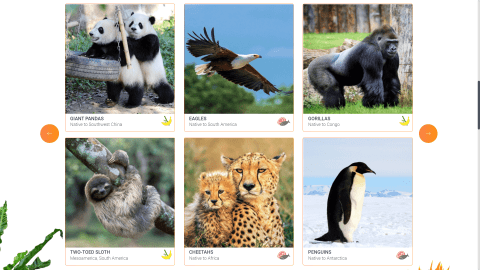 GIANT PANDAS
Native to Southwest China
EAGLES
Native to South America
GORILLAS
Native to Congo
TWO-TOED SLOTH
Mesoamerica, South America
CHEETAHS
Native to Africa
PENGUINS
Native to Antarctica